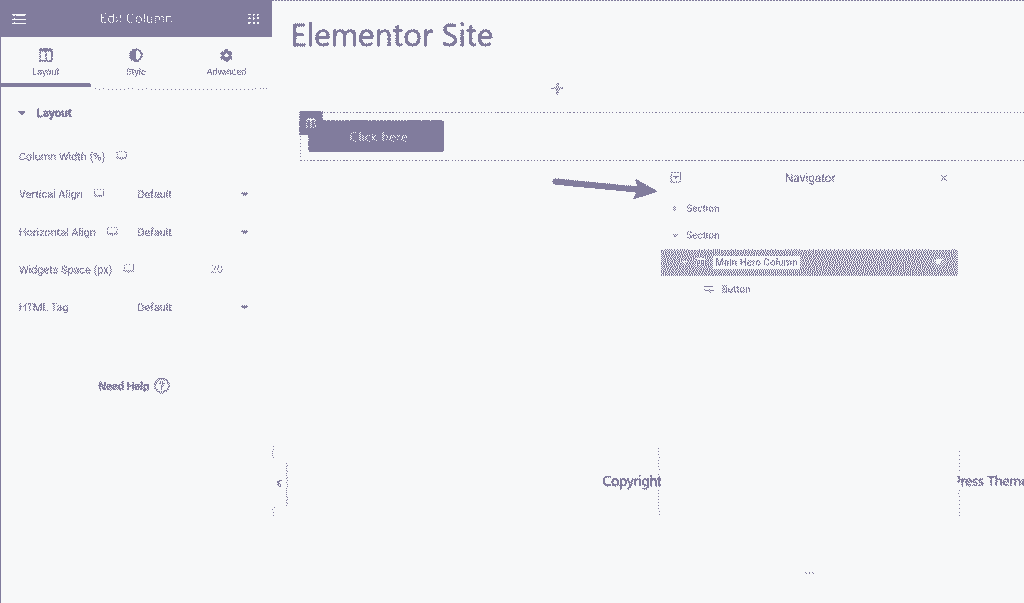 Edit Column
Layout
Style
Advanced
Layout
Column Width (%)
Vertical Align
Default
Horizontal Align
Default
Widgets Space (px)
20
HTML Tag
Default
Need Help ?
Elementor Site
Click here
Navigator
Section
Section
Main Hero Column
Button
Copyright
Press Theme